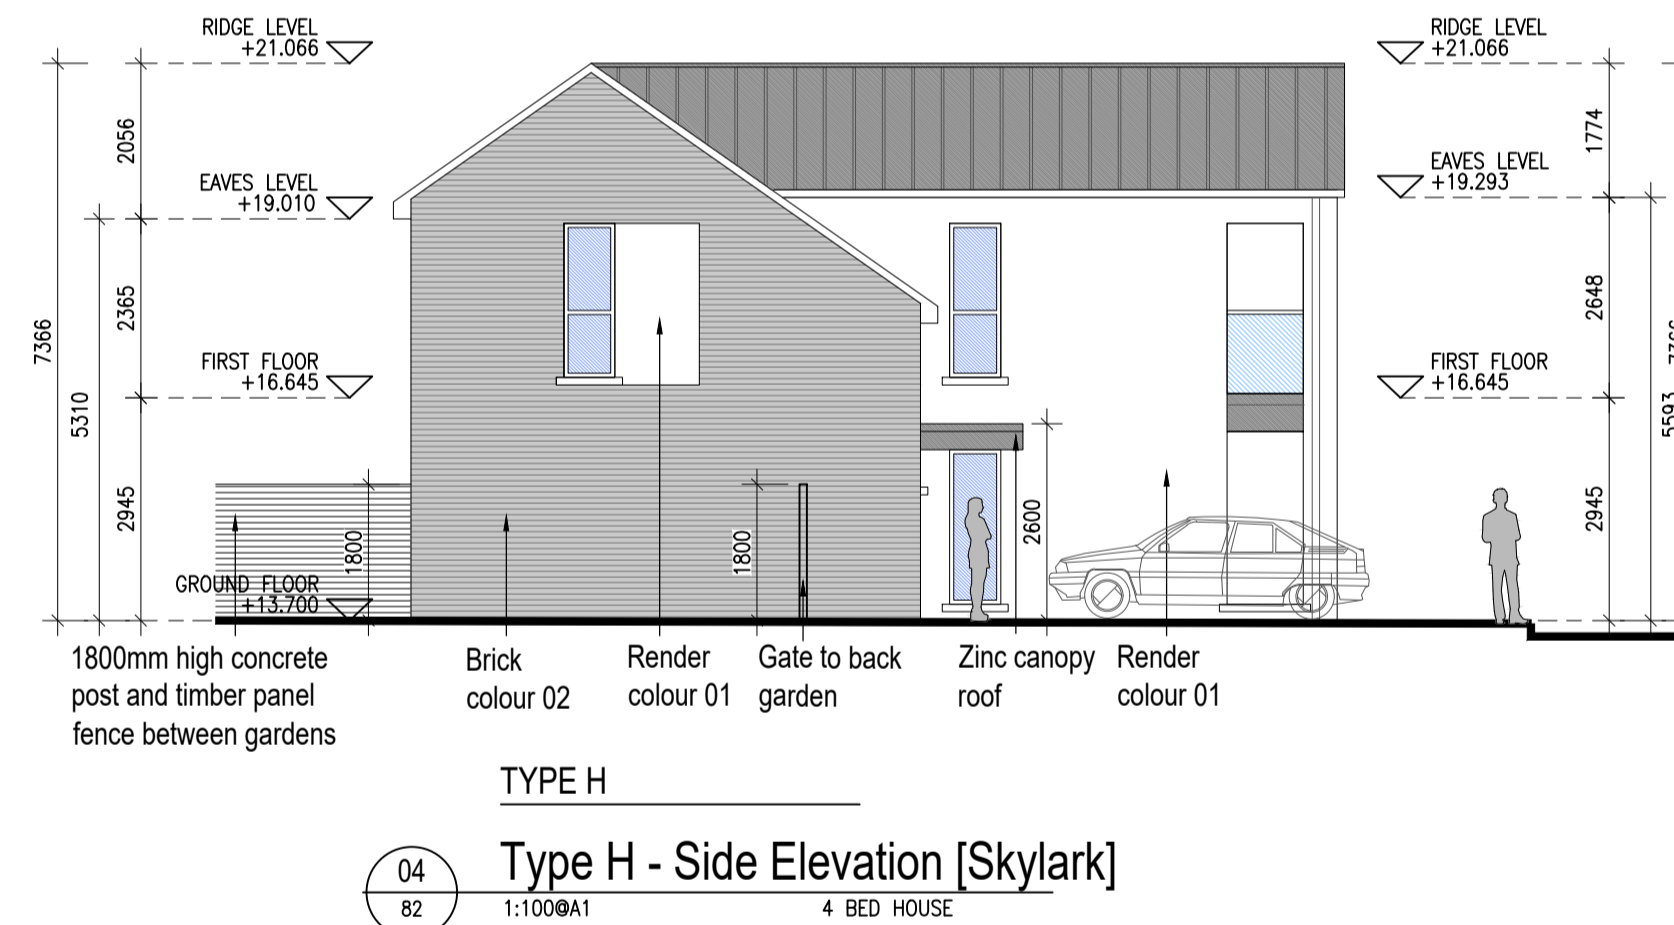 RIDGE LEVEL
+21.066
RIDGE LEVEL
+21.066
2056
1774
EAVES LEVEL
+19.010
EAVES LEVEL
+19.293
7366
2365
2648
FIRST FLOOR
+16.645
FIRST FLOOR
+16.645
5310
5593
2945
1800
1800
2600
2945
GROUND FLOOR
+13.700
1800mm high concrete
post and timber panel
fence between gardens
Brick
colour 02
Render
colour 01
Gate to back
garden
Zinc canopy
roof
Render
colour 01
TYPE H
04
82
Type H - Side Elevation [Skylark]
1:100@A1
4 BED HOUSE